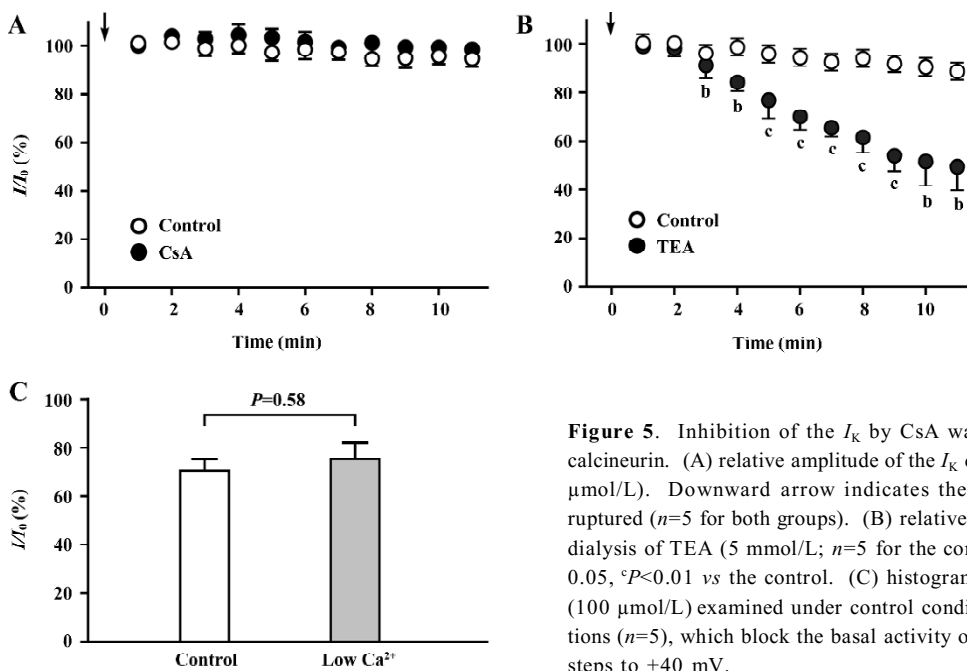 A
I/I₀ (%)
100
80
60
40
20
0
Control
CsA
0 2 4 6 8 10
Time (min)
B
100
80
60
40
20
0
b b c c c c c b b
Control
TEA
0 2 4 6 8 10
Time (min)
C
I/I₀ (%)
100
80
60
40
20
0
P=0.58
Control Low Ca²⁺
Figure 5. Inhibition of the I_K by CsA wa
calcineurin. (A) relative amplitude of the I_K
µmol/L). Downward arrow indicates the
ruptured (n=5 for both groups). (B) relative
dialysis of TEA (5 mmol/L; n=5 for the con
0.05, ᶜP<0.01 vs the control. (C) histogran
(100 µmol/L) examined under control condi
tions (n=5), which block the basal activity o
steps to +40 mV.